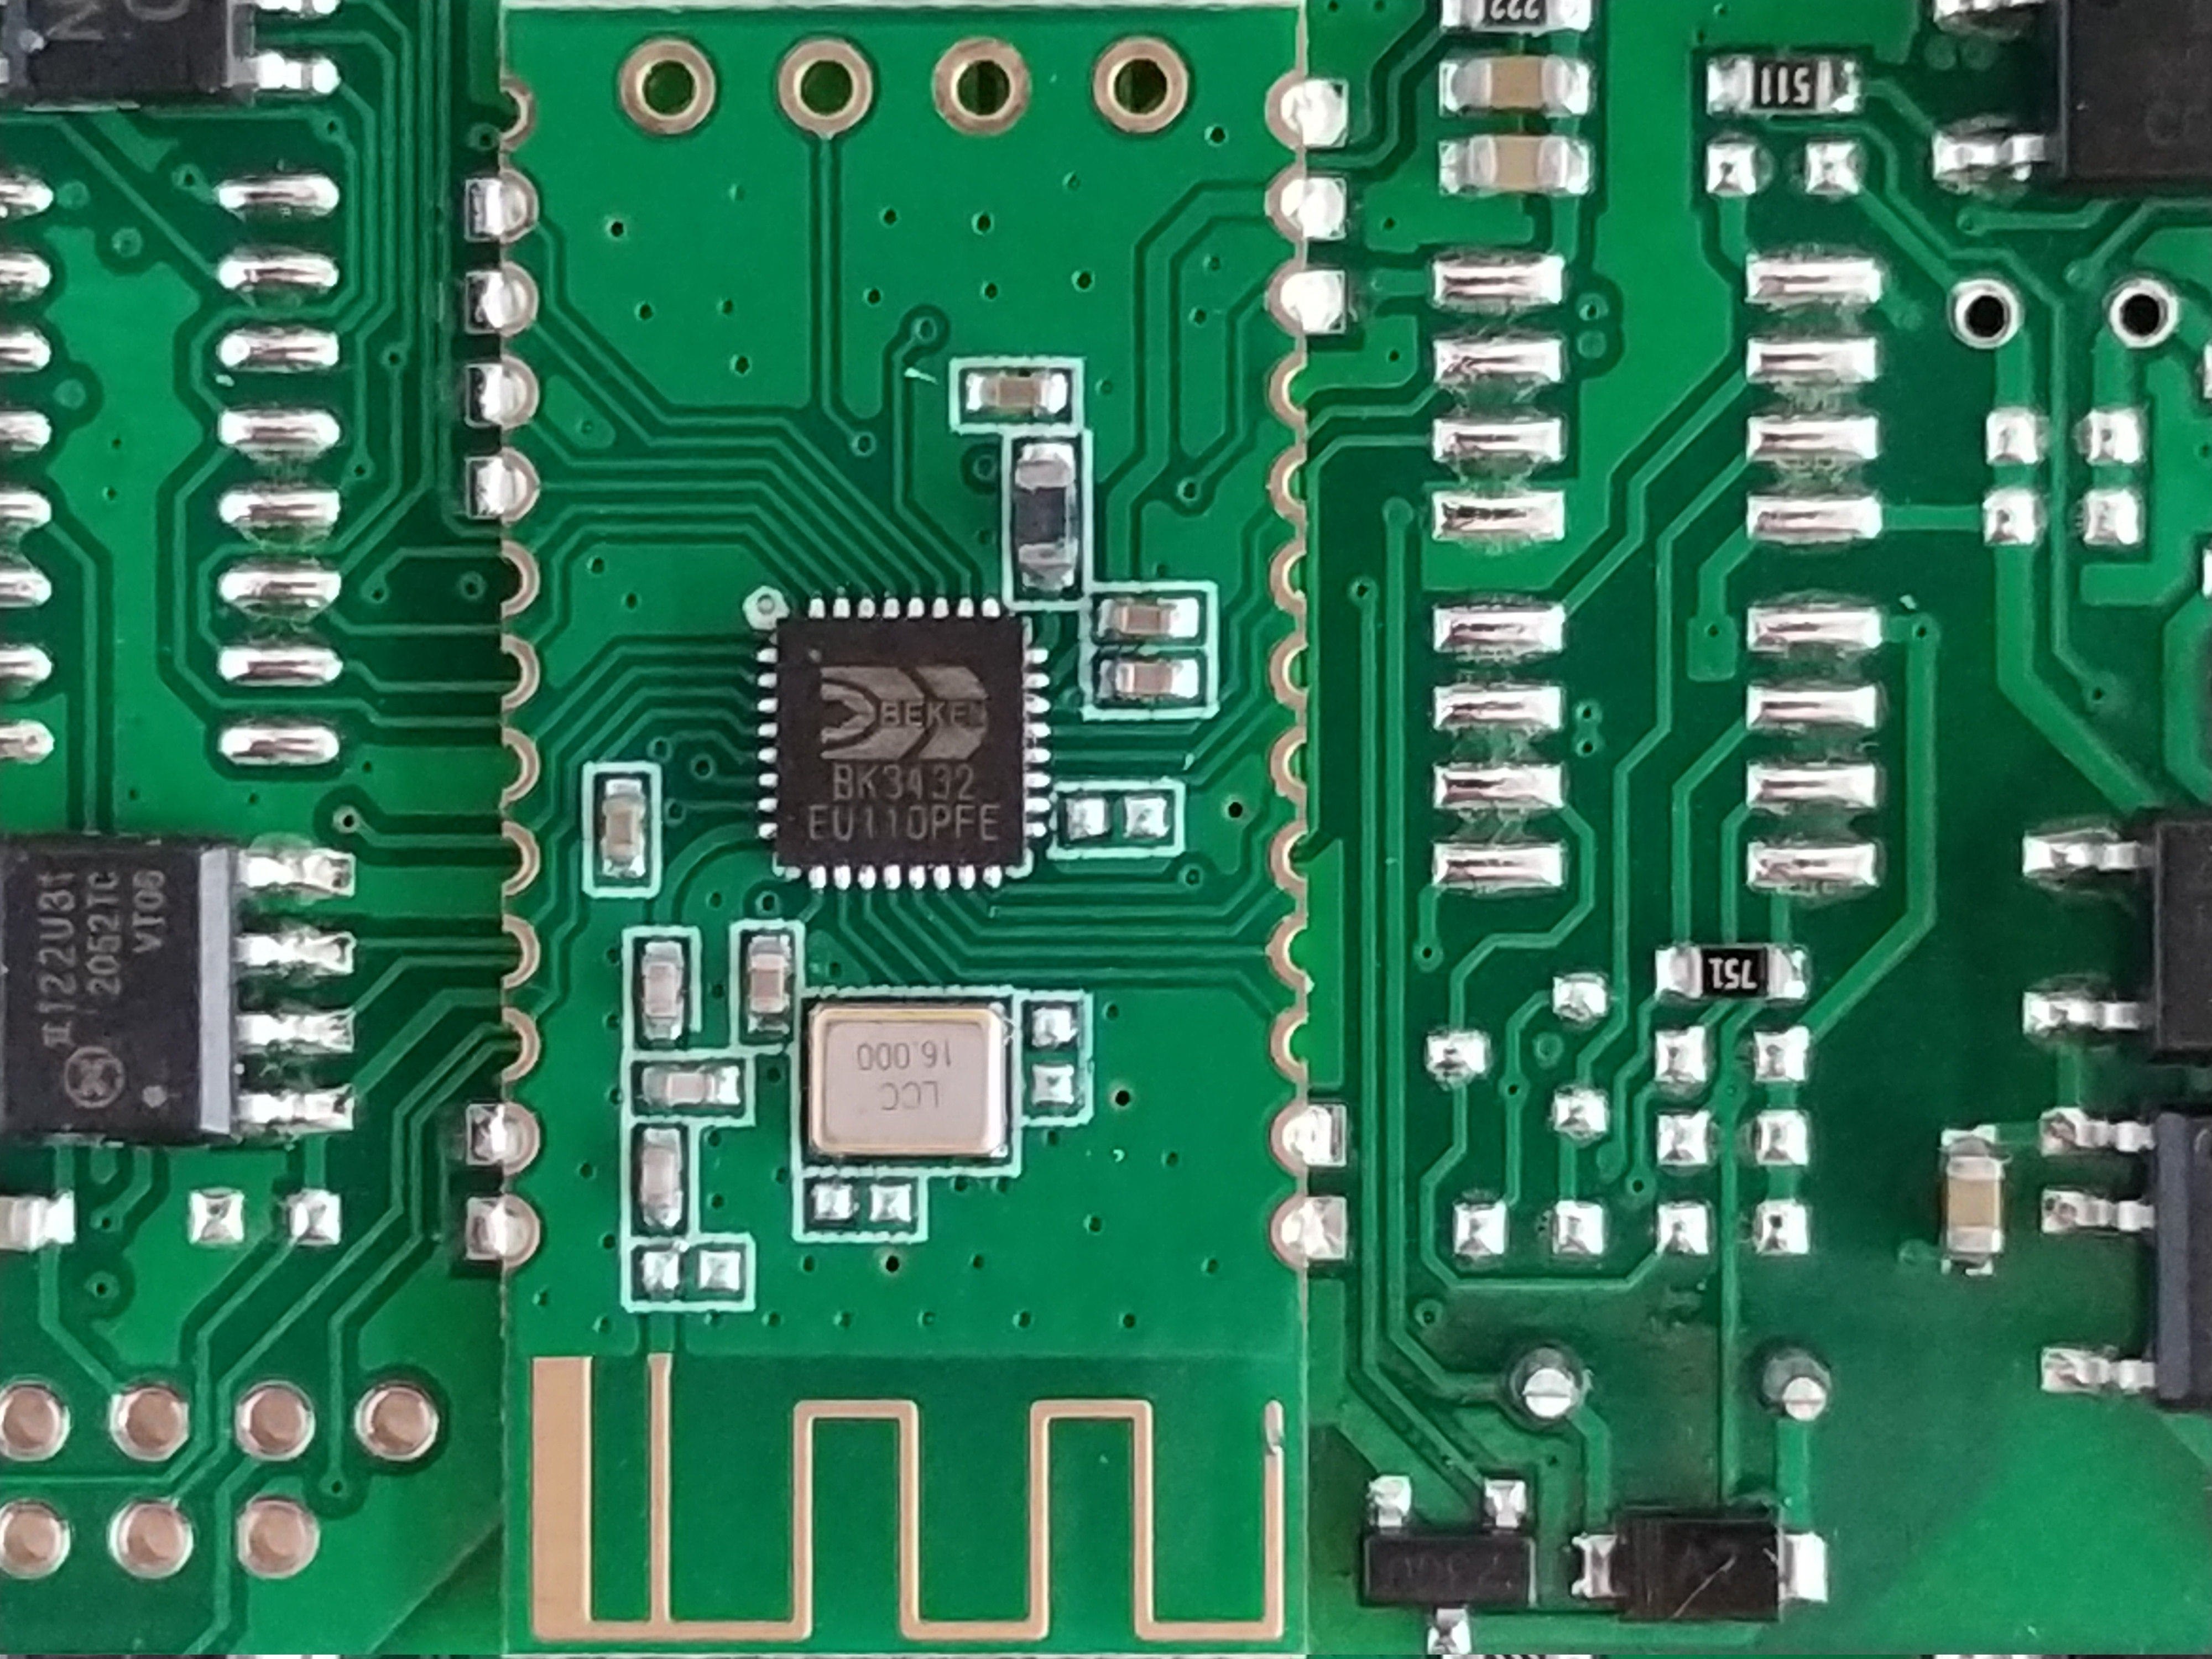 222
511
BEKEN
BK3432
EU110PFE
1122U3t
2052TC
VT06
751
16.000
LCC